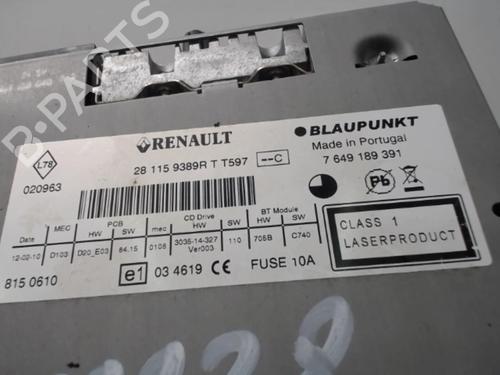 RENAULT
BLAUPUNKT
Made in Portugal
7 649 189 391
28 115 9389R T T597
--C
L78
020963
Pb
CLASS 1
LASERPRODUCT
MEC PCB mec CD Drive BT Module
HW SW HW SW HW SW
Date
12-02-10 D103 D20_E03 84.15 0108 3035-14-327 Ver003 110 705B C740
815 0610
e1 03 4619 CE FUSE 10A
B-PARTS